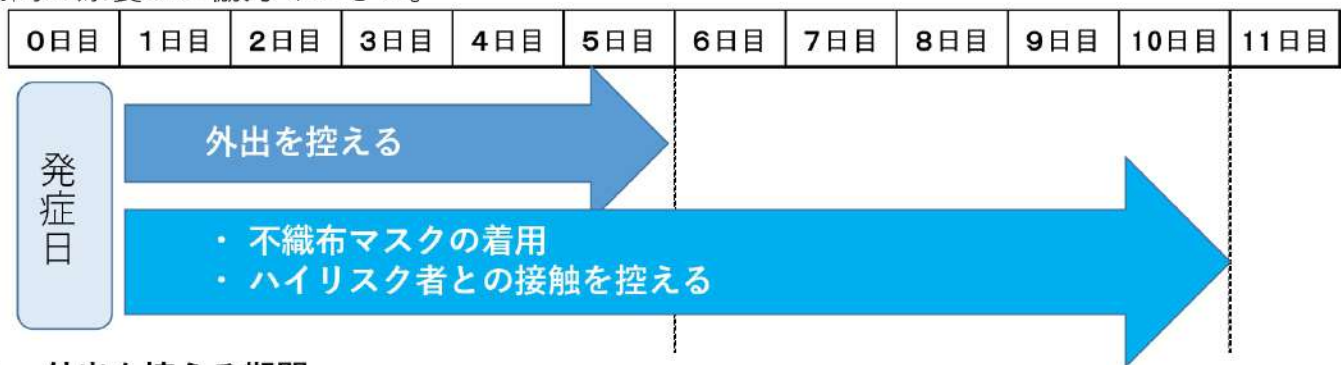 0日目 1日目 2日目 3日目 4日目 5日目 6日目 7日目 8日目 9日目 10日目 11日目
発症日
外出を控える
・ 不織布マスクの着用
・ ハイリスク者との接触を控える